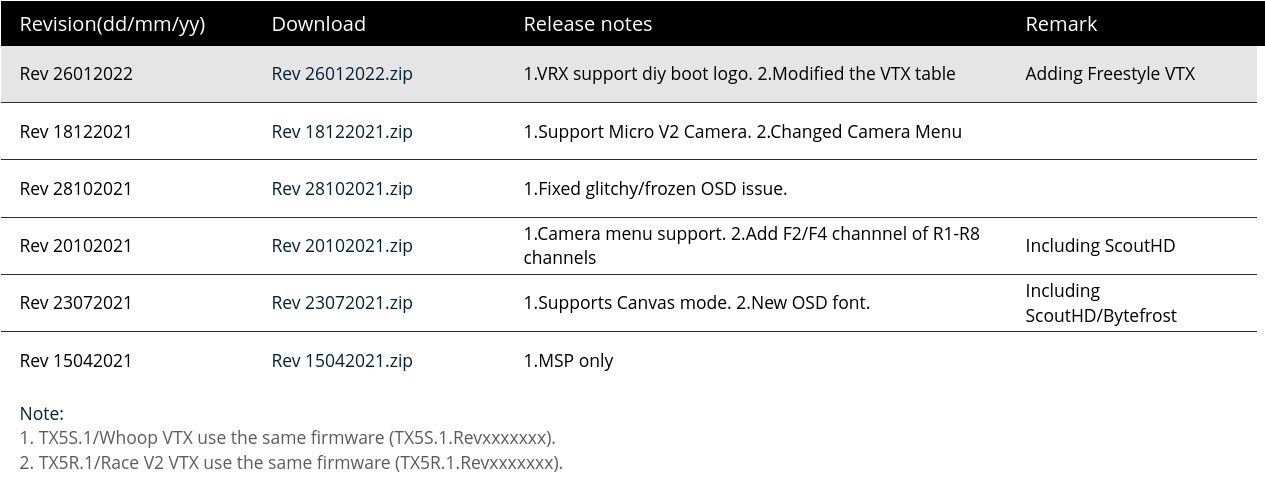 Revision(dd/mm/yy) Download Release notes Remark
Rev 26012022 Rev 26012022.zip 1.VRX support diy boot logo. 2.Modified the VTX table Adding Freestyle VTX
Rev 18122021 Rev 18122021.zip 1.Support Micro V2 Camera. 2.Changed Camera Menu
Rev 28102021 Rev 28102021.zip 1.Fixed glitchy/frozen OSD issue.
Rev 20102021 Rev 20102021.zip 1.Camera menu support. 2.Add F2/F4 channnel of R1-R8
channels Including ScoutHD
Rev 23072021 Rev 23072021.zip 1.Supports Canvas mode. 2.New OSD font. Including
ScoutHD/Bytefrost
Rev 15042021 Rev 15042021.zip 1.MSP only
Note:
1. TX5S.1/Whoop VTX use the same firmware (TX5S.1.Revxxxxxxx).
2. TX5R.1/Race V2 VTX use the same firmware (TX5R.1.Revxxxxxxx).